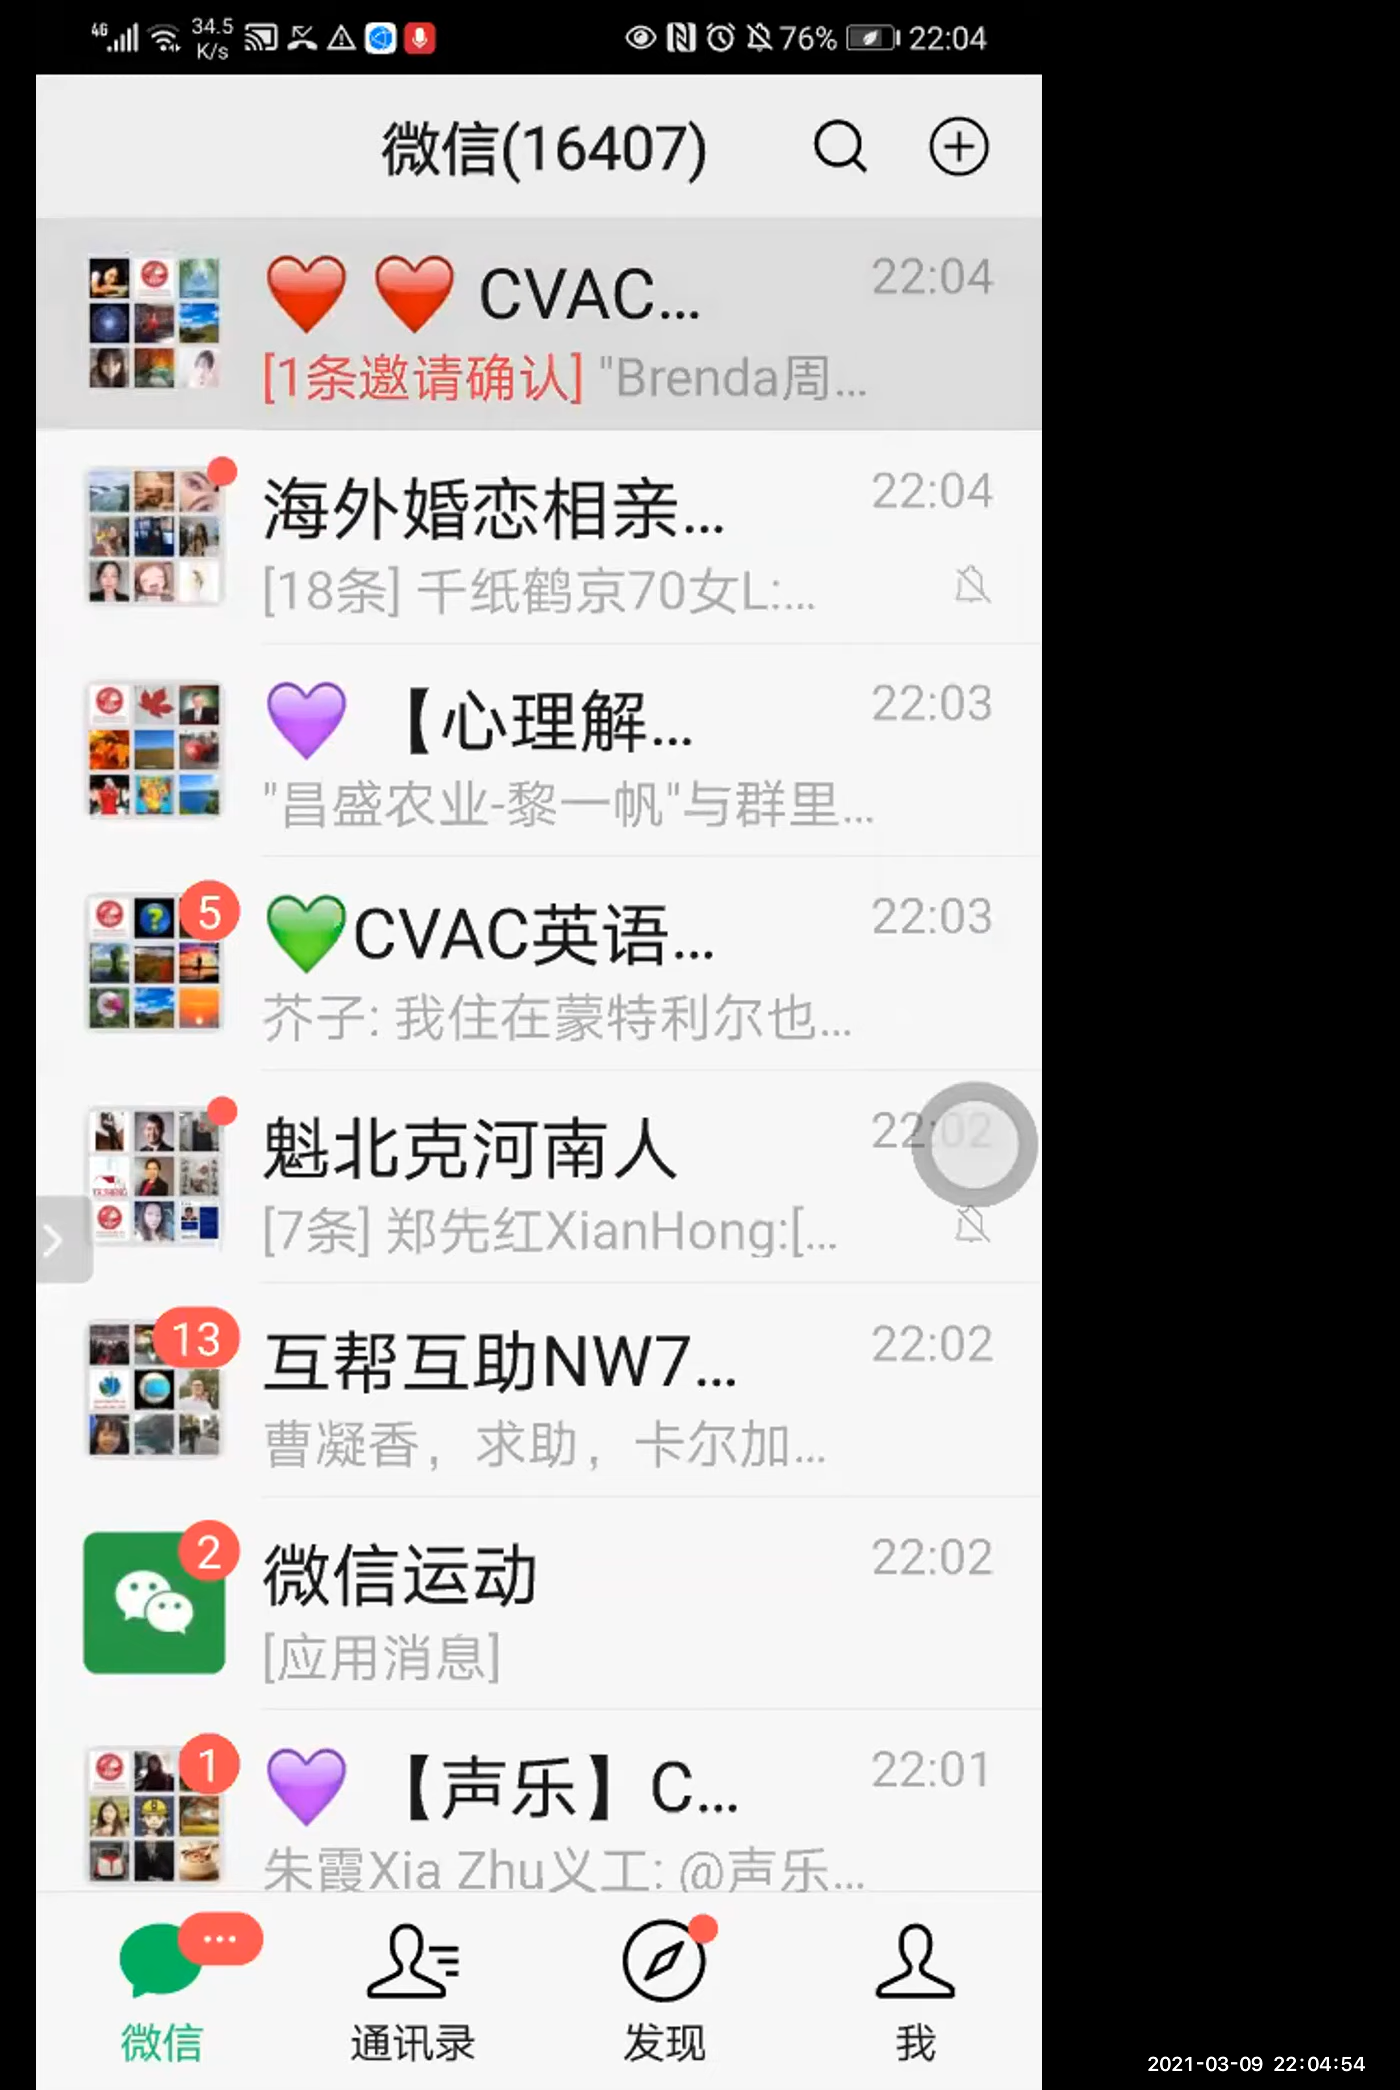 4G 34.5 K/s 76% 22:04
微信(16407)
❤️ ❤️ CVAC... 22:04
[1条邀请确认] "Brenda周...
海外婚恋相亲... 22:04
[18条] 千纸鹤京70女L:...
💜 【心理解... 22:03
"昌盛农业-黎一帆"与群里...
5
💚CVAC英语... 22:03
芥子: 我住在蒙特利尔也...
魁北克河南人 22:02
[7条] 郑先红XianHong:[...
13
互帮互助NW7... 22:02
曹凝香，求助，卡尔加...
2
微信运动 22:02
[应用消息]
1
💜 【声乐】C... 22:01
朱霞Xia Zhu义工: @声乐...
微信 通讯录 发现 我
2021-03-09 22:04:54